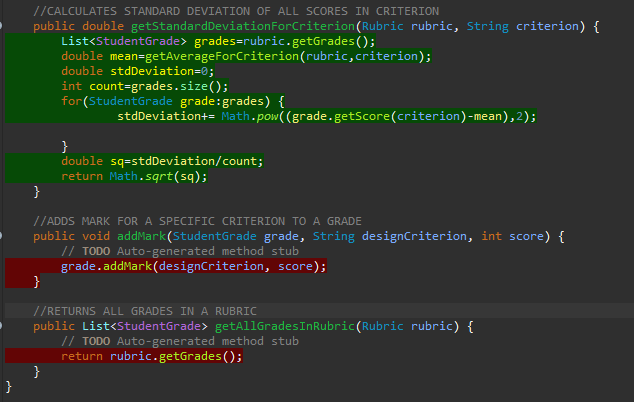 //CALCULATES STANDARD DEVIATION OF ALL SCORES IN CRITERION
public double getStandardDeviationForCriterion(Rubric rubric, String criterion) {
List<StudentGrade> grades=rubric.getGrades();
double mean=getAverageForCriterion(rubric,criterion);
double stdDeviation=0;
int count=grades.size();
for(StudentGrade grade:grades) {
stdDeviation+= Math.pow((grade.getScore(criterion)-mean),2);
}
double sq=stdDeviation/count;
return Math.sqrt(sq);
}
//ADDS MARK FOR A SPECIFIC CRITERION TO A GRADE
public void addMark(StudentGrade grade, String designCriterion, int score) {
// TODO Auto-generated method stub
grade.addMark(designCriterion, score);
}
//RETURNS ALL GRADES IN A RUBRIC
public List<StudentGrade> getAllGradesInRubric(Rubric rubric) {
// TODO Auto-generated method stub
return rubric.getGrades();
}
}